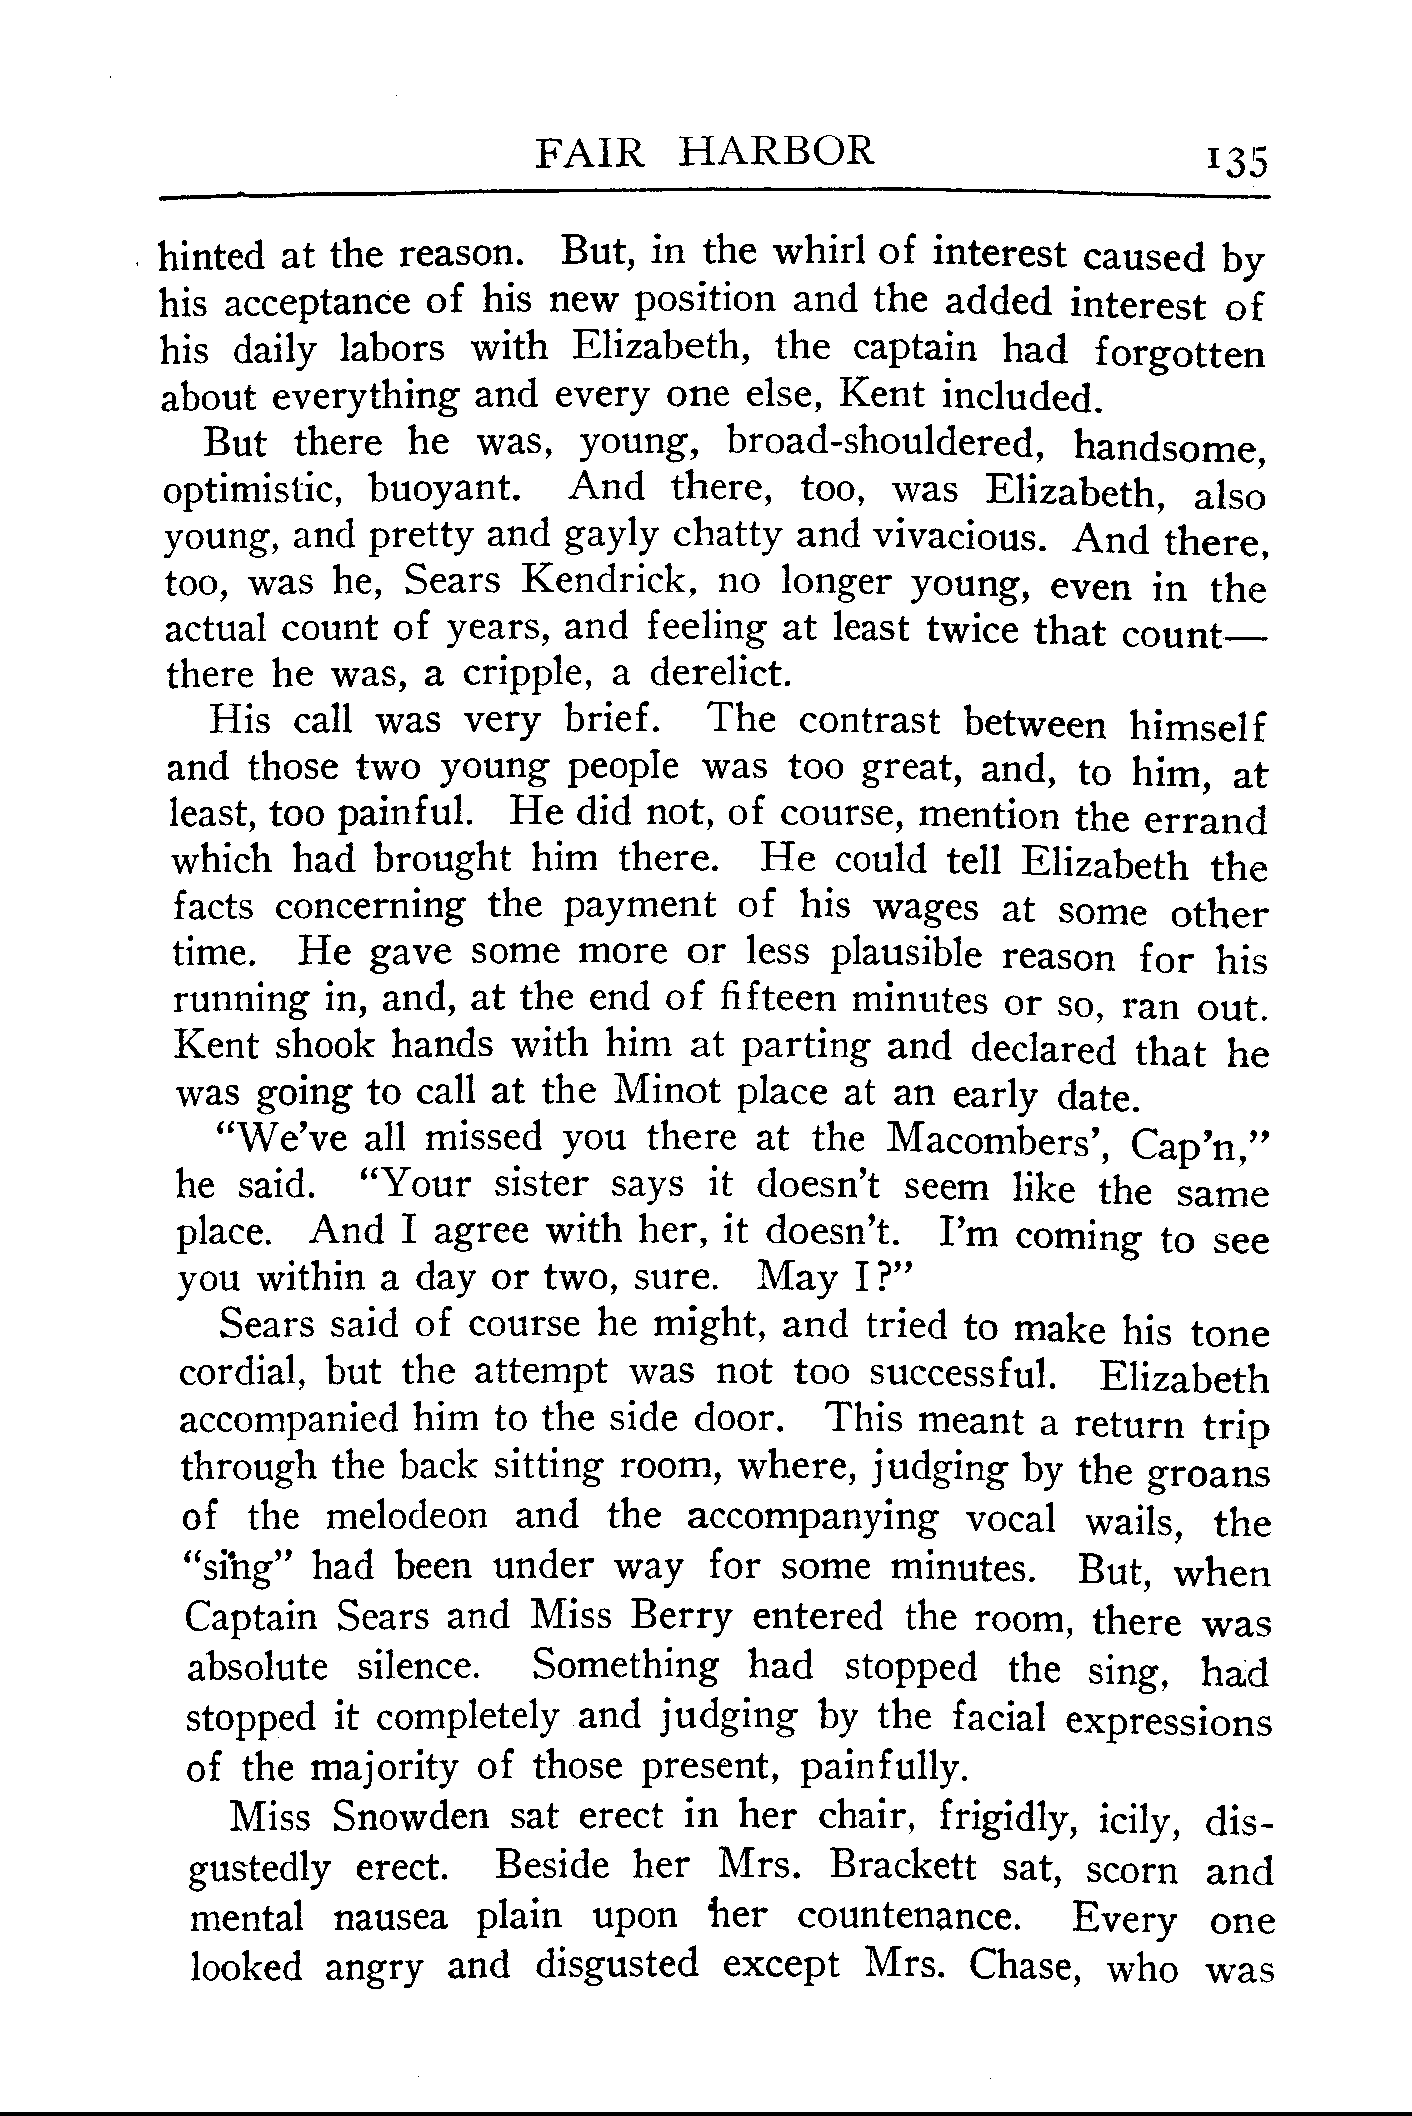 FAIR HARBOR 135
hinted at the reason. But, in the whirl of interest caused by
his acceptance of his new position and the added interest of
his daily labors with Elizabeth, the captain had forgotten
about everything and every one else, Kent included.
But there he was, young, broad-shouldered, handsome,
optimistic, buoyant. And there, too, was Elizabeth, also
young, and pretty and gayly chatty and vivacious. And there,
too, was he, Sears Kendrick, no longer young, even in the
actual count of years, and feeling at least twice that count—
there he was, a cripple, a derelict.
His call was very brief. The contrast between himself
and those two young people was too great, and, to him, at
least, too painful. He did not, of course, mention the errand
which had brought him there. He could tell Elizabeth the
facts concerning the payment of his wages at some other
time. He gave some more or less plausible reason for his
running in, and, at the end of fifteen minutes or so, ran out.
Kent shook hands with him at parting and declared that he
was going to call at the Minot place at an early date.
“We’ve all missed you there at the Macombers’, Cap’n,”
he said. “Your sister says it doesn’t seem like the same
place. And I agree with her, it doesn’t. I’m coming to see
you within a day or two, sure. May I?”
Sears said of course he might, and tried to make his tone
cordial, but the attempt was not too successful. Elizabeth
accompanied him to the side door. This meant a return trip
through the back sitting room, where, judging by the groans
of the melodeon and the accompanying vocal wails, the
“sing” had been under way for some minutes. But, when
Captain Sears and Miss Berry entered the room, there was
absolute silence. Something had stopped the sing, had
stopped it completely and judging by the facial expressions
of the majority of those present, painfully.
Miss Snowden sat erect in her chair, frigidly, icily, dis-
gustedly erect. Beside her Mrs. Brackett sat, scorn and
mental nausea plain upon her countenance. Every one
looked angry and disgusted except Mrs. Chase, who was